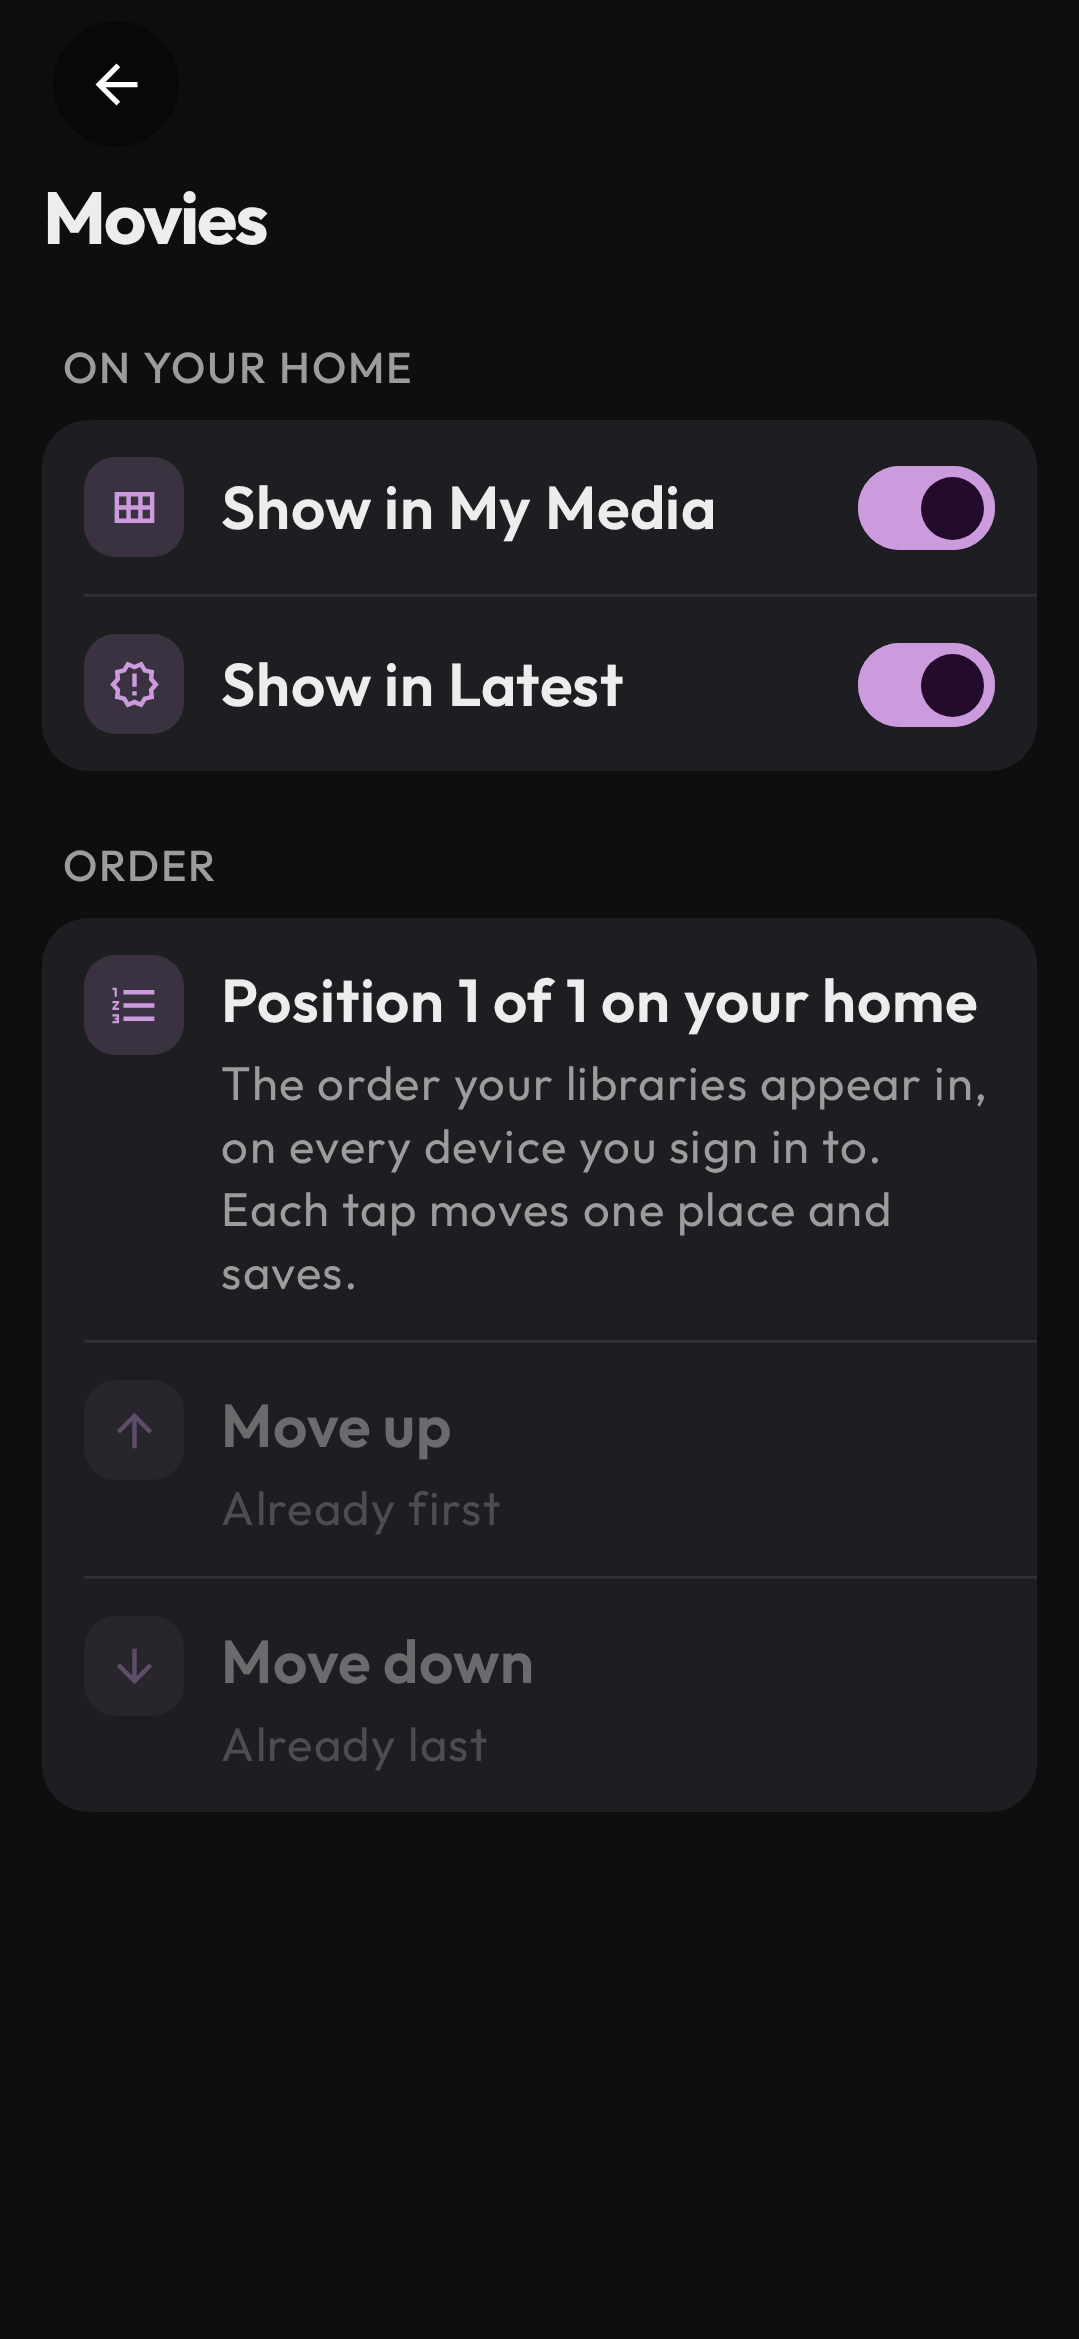 Movies
ON YOUR HOME
Show in My Media
Show in Latest
ORDER
Position 1 of 1 on your home
The order your libraries appear in,
on every device you sign in to.
Each tap moves one place and
saves.
Move up
Already first
Move down
Already last